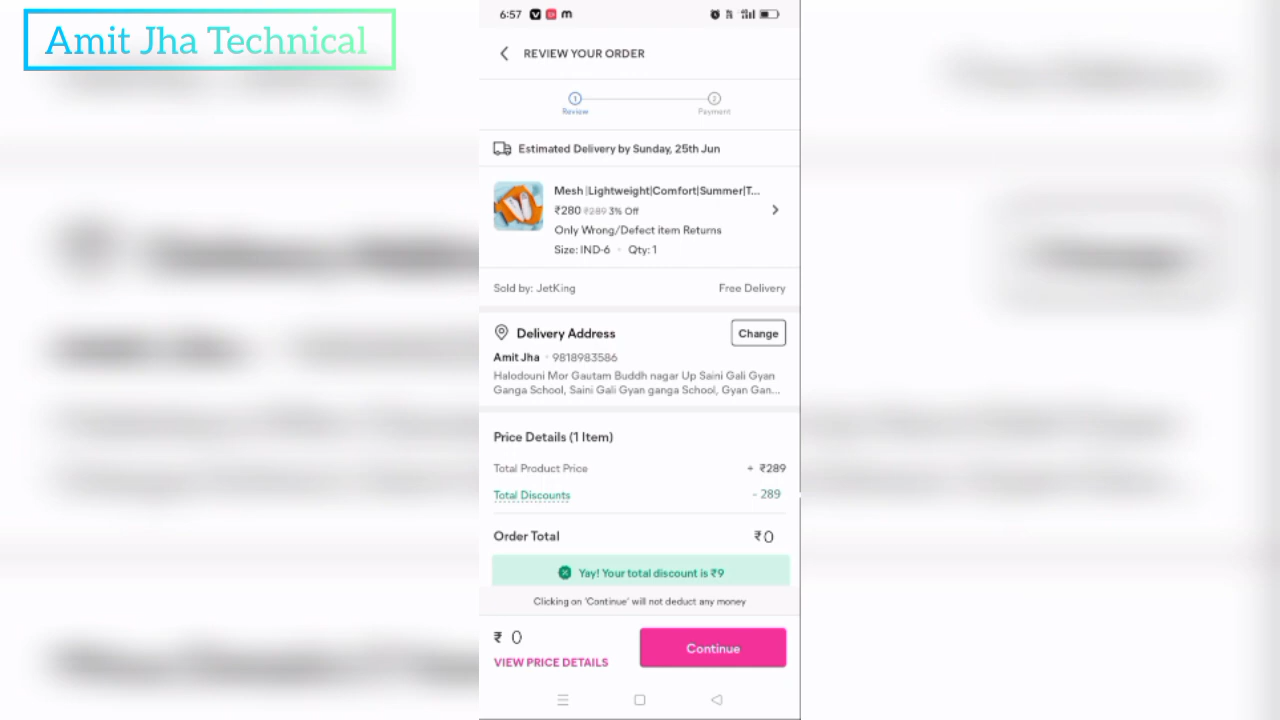 Amit Jha Technical
6:57
REVIEW YOUR ORDER
1 2
Review Payment
Estimated Delivery by Sunday, 25th Jun
Mesh |Lightweight|Comfort|Summer|T...
₹280 ₹289 3% Off
Only Wrong/Defect item Returns
Size: IND-6 • Qty: 1
Sold by: JetKing Free Delivery
Delivery Address Change
Amit Jha • 9818983586
Halodouni Mor Gautam Buddh nagar Up Saini Gali Gyan
Ganga School, Saini Gali Gyan ganga School, Gyan Gan...
Price Details (1 Item)
Total Product Price + ₹289
Total Discounts - 289
Order Total ₹0
Yay! Your total discount is ₹9
Clicking on 'Continue' will not deduct any money
₹ 0
VIEW PRICE DETAILS Continue